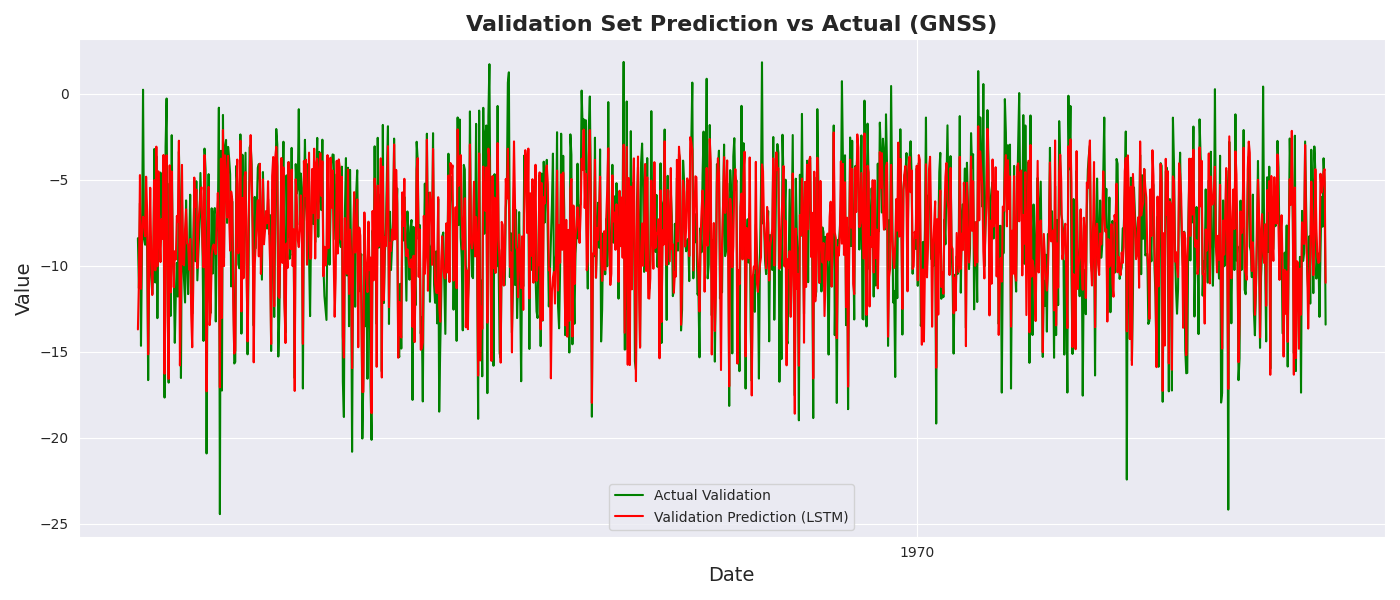 Validation Set Prediction vs Actual (GNSS)
Value
0
−5
−10
−15
−20
−25
Actual Validation
Validation Prediction (LSTM)
1970
Date